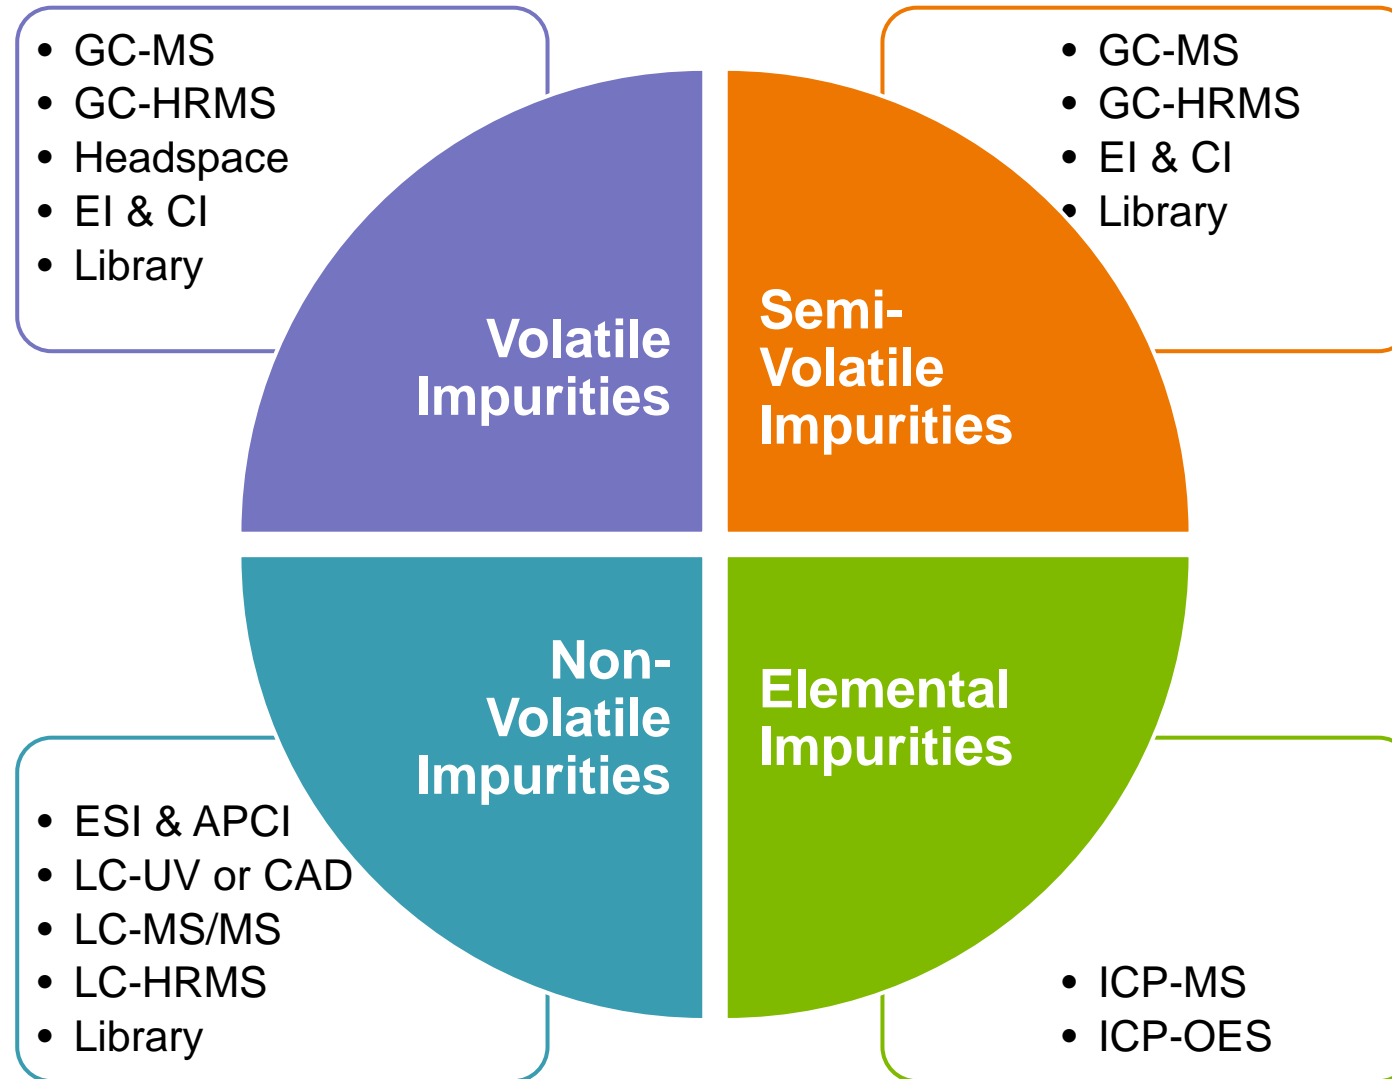 • GC-MS
• GC-HRMS
• Headspace
• EI & CI
• Library
Volatile
Impurities
• GC-MS
• GC-HRMS
• EI & CI
• Library
Semi-
Volatile
Impurities
Non-
Volatile
Impurities
• ESI & APCI
• LC-UV or CAD
• LC-MS/MS
• LC-HRMS
• Library
Elemental
Impurities
• ICP-MS
• ICP-OES